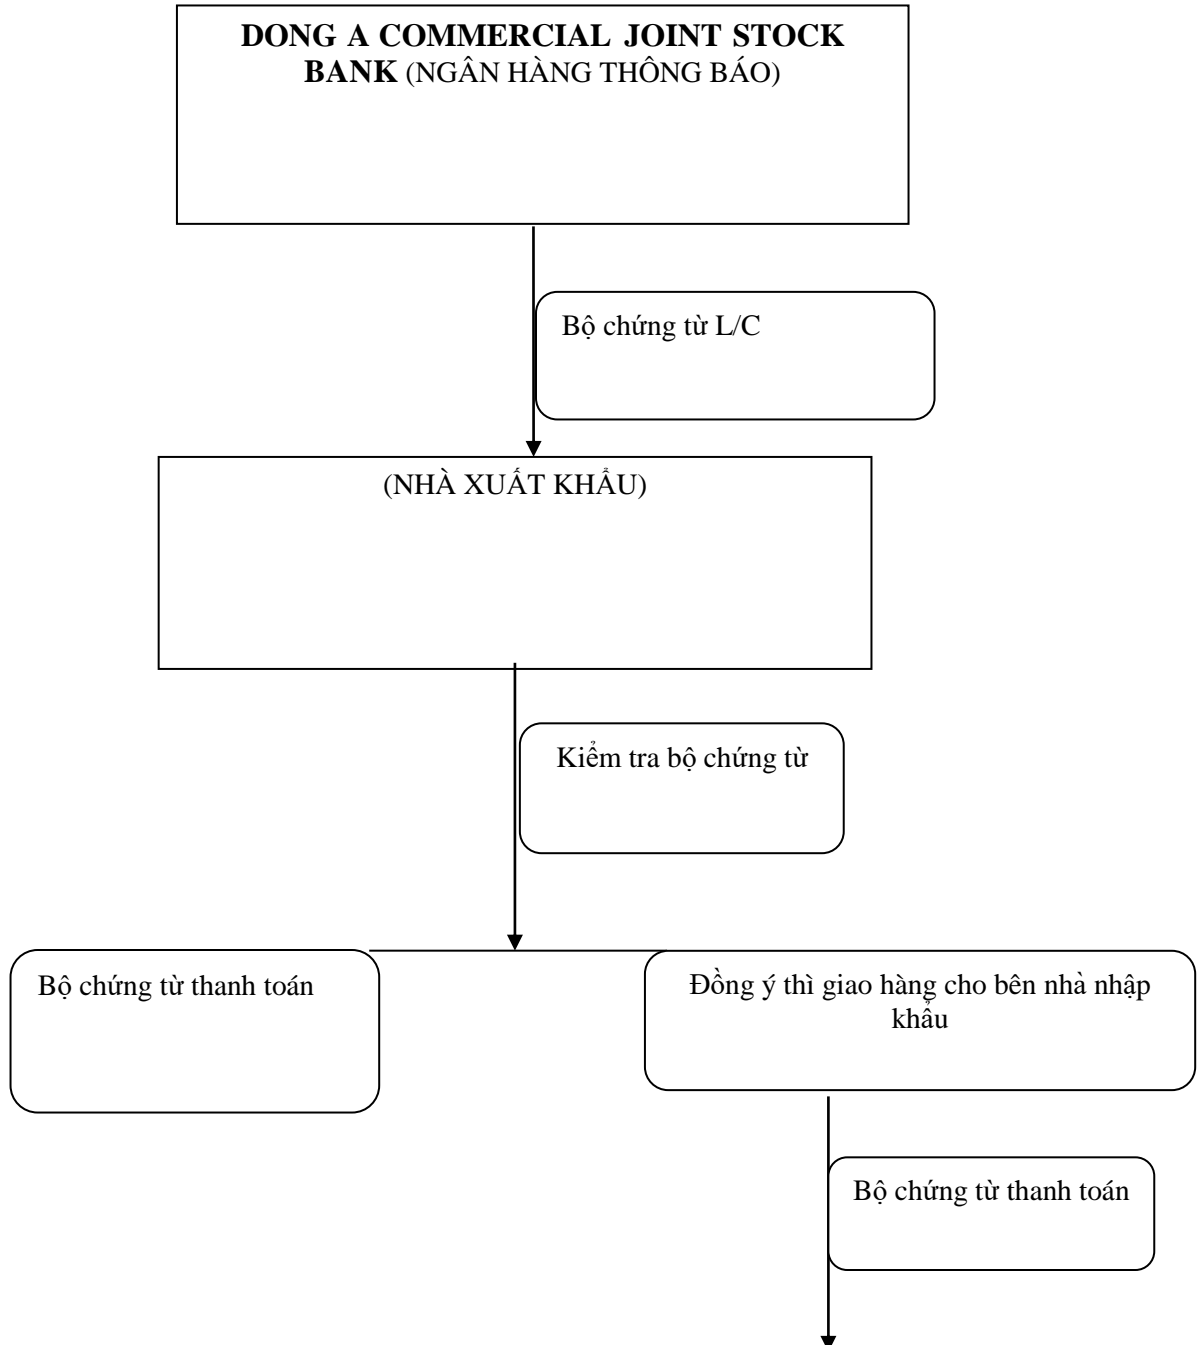 DONG A COMMERCIAL JOINT STOCK
BANK (NGÂN HÀNG THÔNG BÁO)
Bộ chứng từ L/C
(NHÀ XUẤT KHẨU)
Kiểm tra bộ chứng từ
Bộ chứng từ thanh toán
Đồng ý thì giao hàng cho bên nhà nhập
khẩu
Bộ chứng từ thanh toán